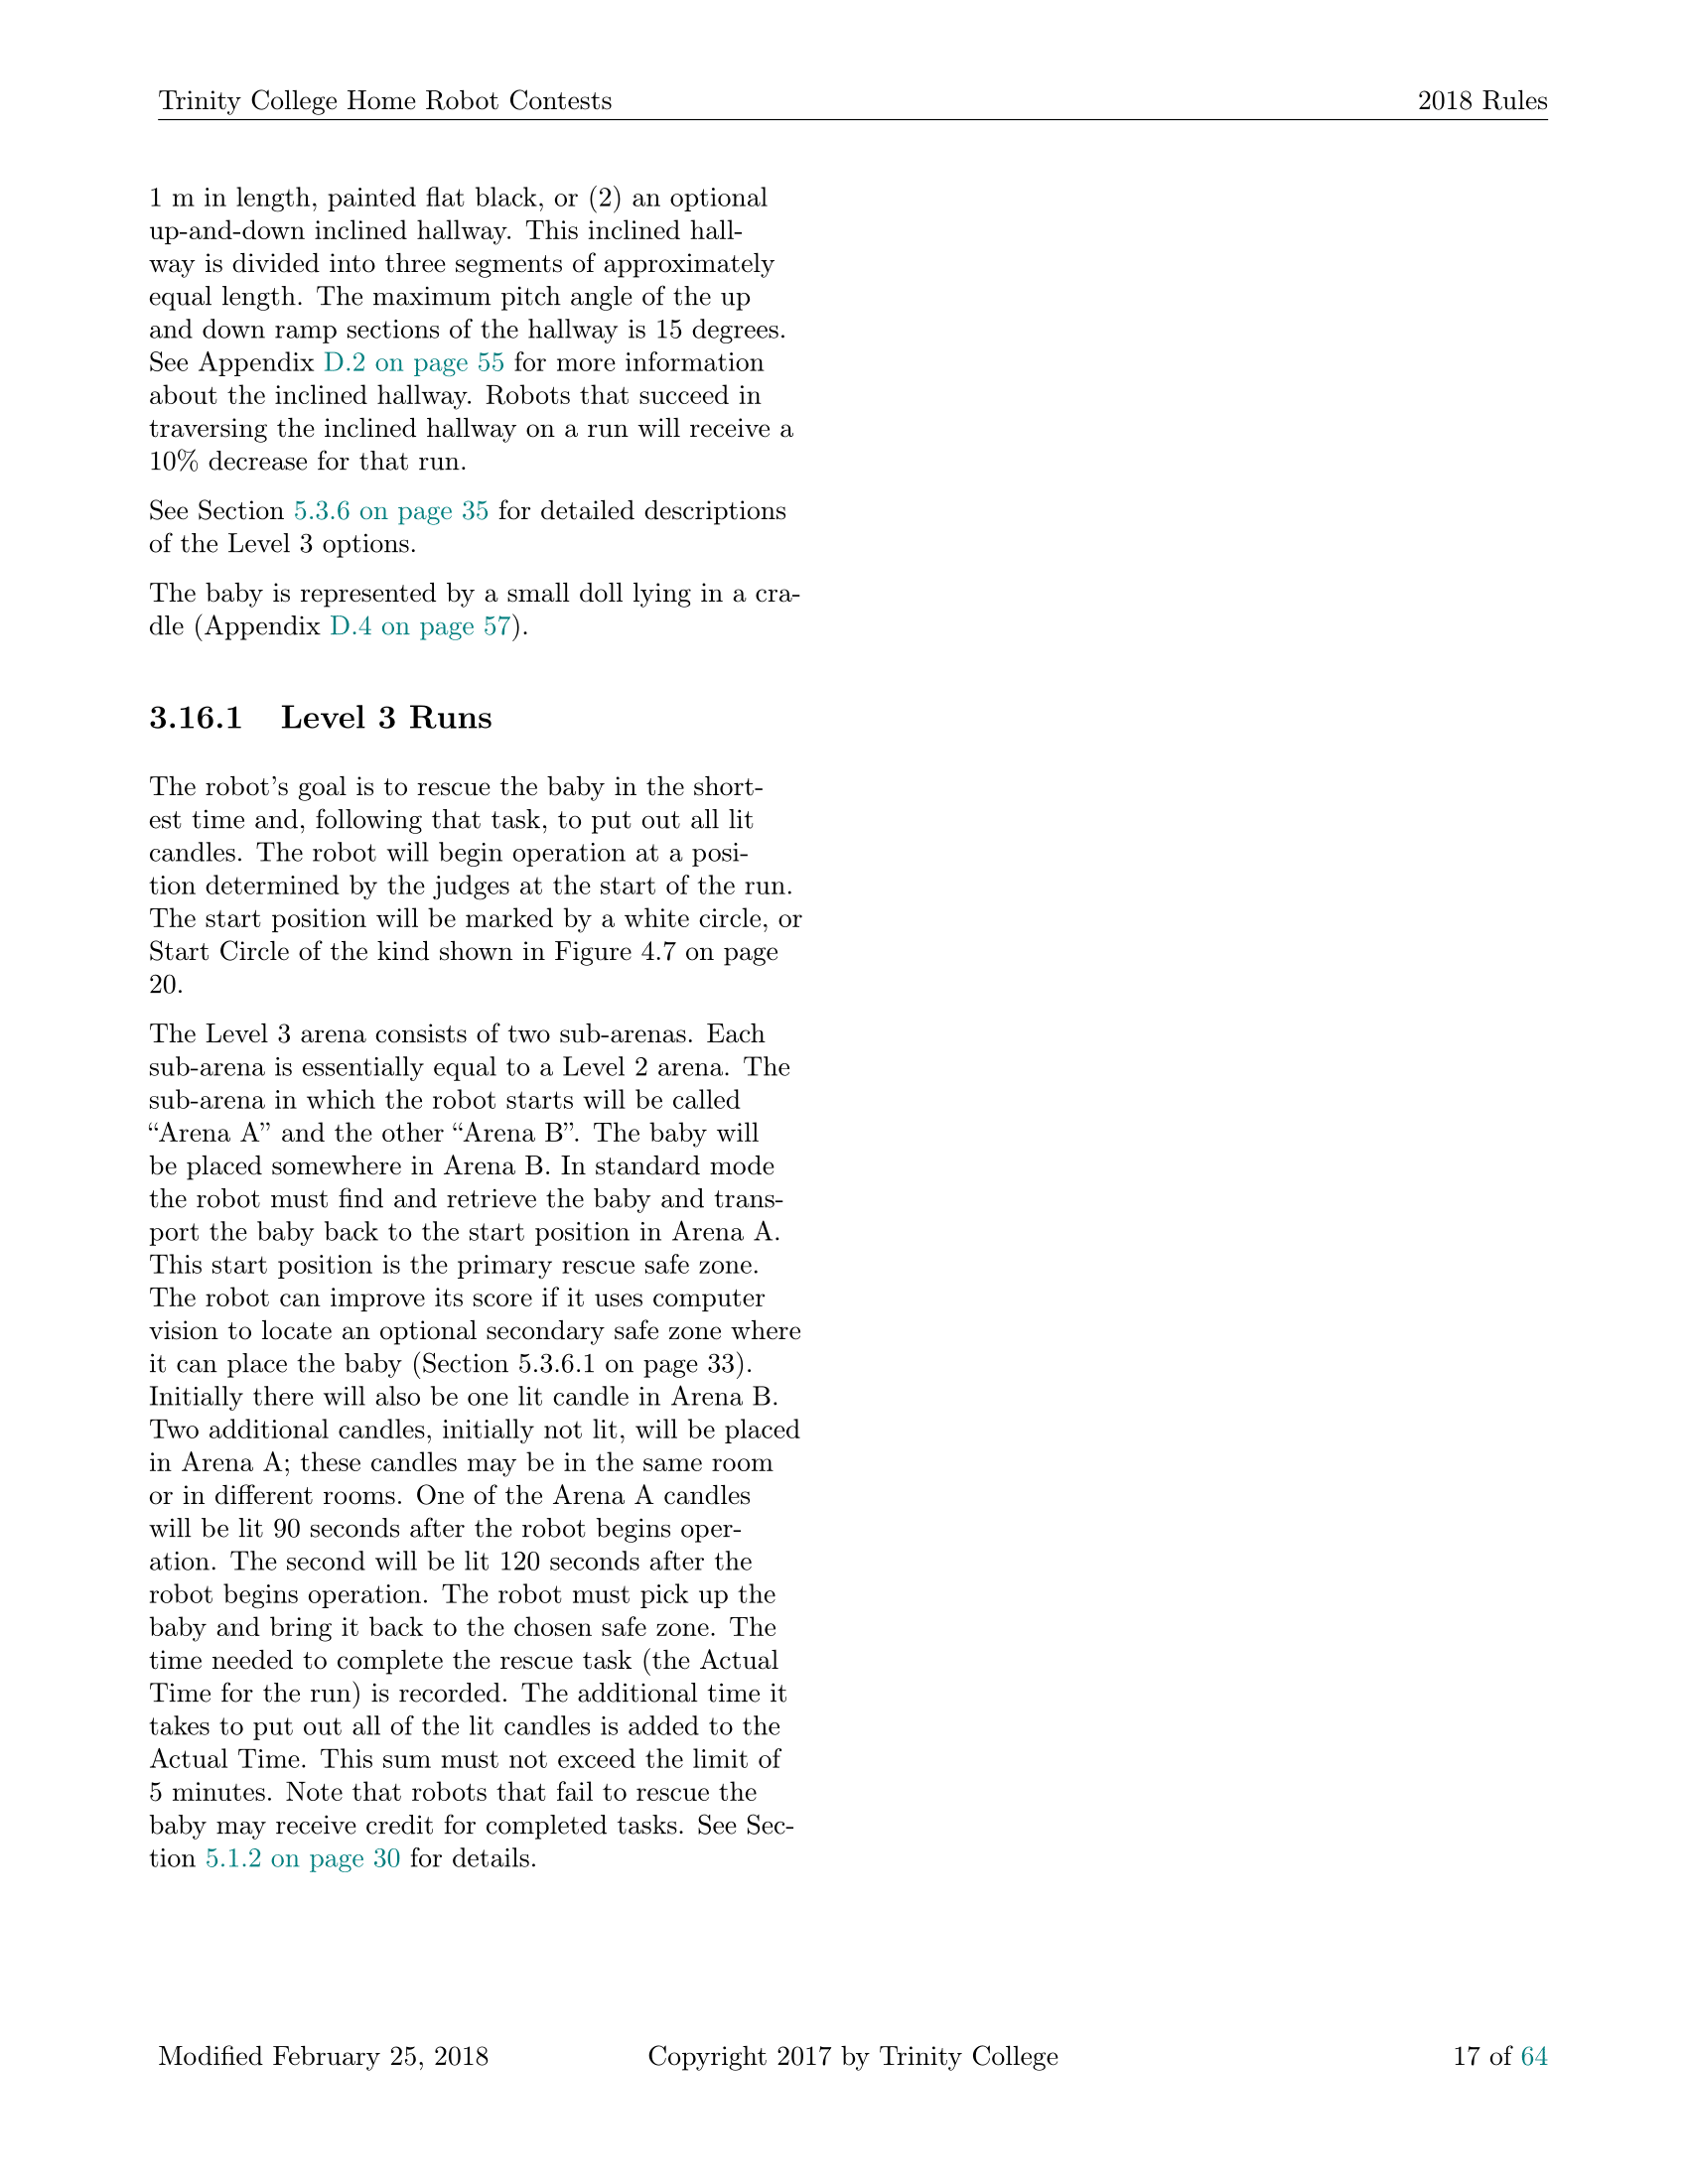 Trinity College Home Robot Contests 2018 Rules
1 m in length, painted flat black, or (2) an optional
up-and-down inclined hallway. This inclined hall-
way is divided into three segments of approximately
equal length. The maximum pitch angle of the up
and down ramp sections of the hallway is 15 degrees.
See Appendix D.2 on page 55 for more information
about the inclined hallway. Robots that succeed in
traversing the inclined hallway on a run will receive a
10% decrease for that run.
See Section 5.3.6 on page 35 for detailed descriptions
of the Level 3 options.
The baby is represented by a small doll lying in a cra-
dle (Appendix D.4 on page 57).
3.16.1 Level 3 Runs
The robot's goal is to rescue the baby in the short-
est time and, following that task, to put out all lit
candles. The robot will begin operation at a posi-
tion determined by the judges at the start of the run.
The start position will be marked by a white circle, or
Start Circle of the kind shown in Figure 4.7 on page
20.
The Level 3 arena consists of two sub-arenas. Each
sub-arena is essentially equal to a Level 2 arena. The
sub-arena in which the robot starts will be called
“Arena A” and the other “Arena B”. The baby will
be placed somewhere in Arena B. In standard mode
the robot must find and retrieve the baby and trans-
port the baby back to the start position in Arena A.
This start position is the primary rescue safe zone.
The robot can improve its score if it uses computer
vision to locate an optional secondary safe zone where
it can place the baby (Section 5.3.6.1 on page 33).
Initially there will also be one lit candle in Arena B.
Two additional candles, initially not lit, will be placed
in Arena A; these candles may be in the same room
or in different rooms. One of the Arena A candles
will be lit 90 seconds after the robot begins oper-
ation. The second will be lit 120 seconds after the
robot begins operation. The robot must pick up the
baby and bring it back to the chosen safe zone. The
time needed to complete the rescue task (the Actual
Time for the run) is recorded. The additional time it
takes to put out all of the lit candles is added to the
Actual Time. This sum must not exceed the limit of
5 minutes. Note that robots that fail to rescue the
baby may receive credit for completed tasks. See Sec-
tion 5.1.2 on page 30 for details.
Modified February 25, 2018 Copyright 2017 by Trinity College 17 of 64